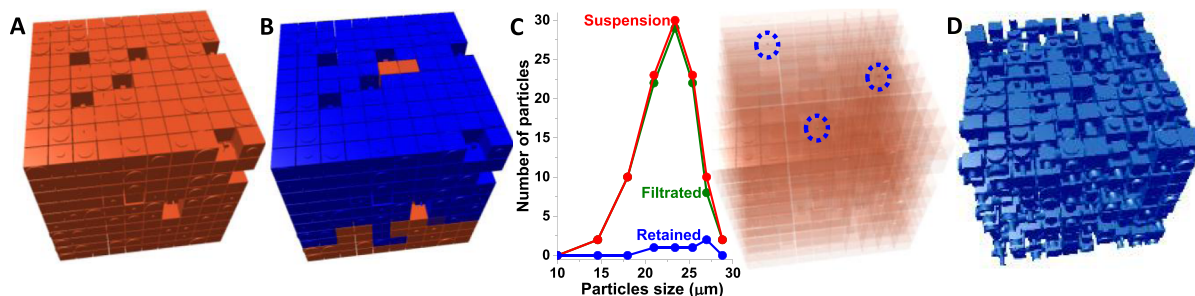 A
B
C
D
Number of particles
30
25
20
15
10
5
0
Suspension
Filtrated
Retained
10
15
20
25
30
Particles size (μm)